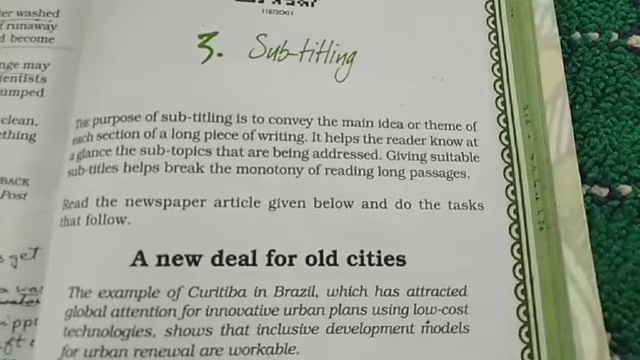 er washed
runaway
become
nge may
ientists
umped
clean,
ething
BACK
Post
get
11072CH11
3. Sub-titling
The purpose of sub-titling is to convey the main idea or theme of
each section of a long piece of writing. It helps the reader know at
a glance the sub-topics that are being addressed. Giving suitable
sub-titles helps break the monotony of reading long passages.
Read the newspaper article given below and do the tasks
that follow.
A new deal for old cities
The example of Curitiba in Brazil, which has attracted
global attention for innovative urban plans using low-cost
technologies, shows that inclusive development models
for urban renewal are workable.